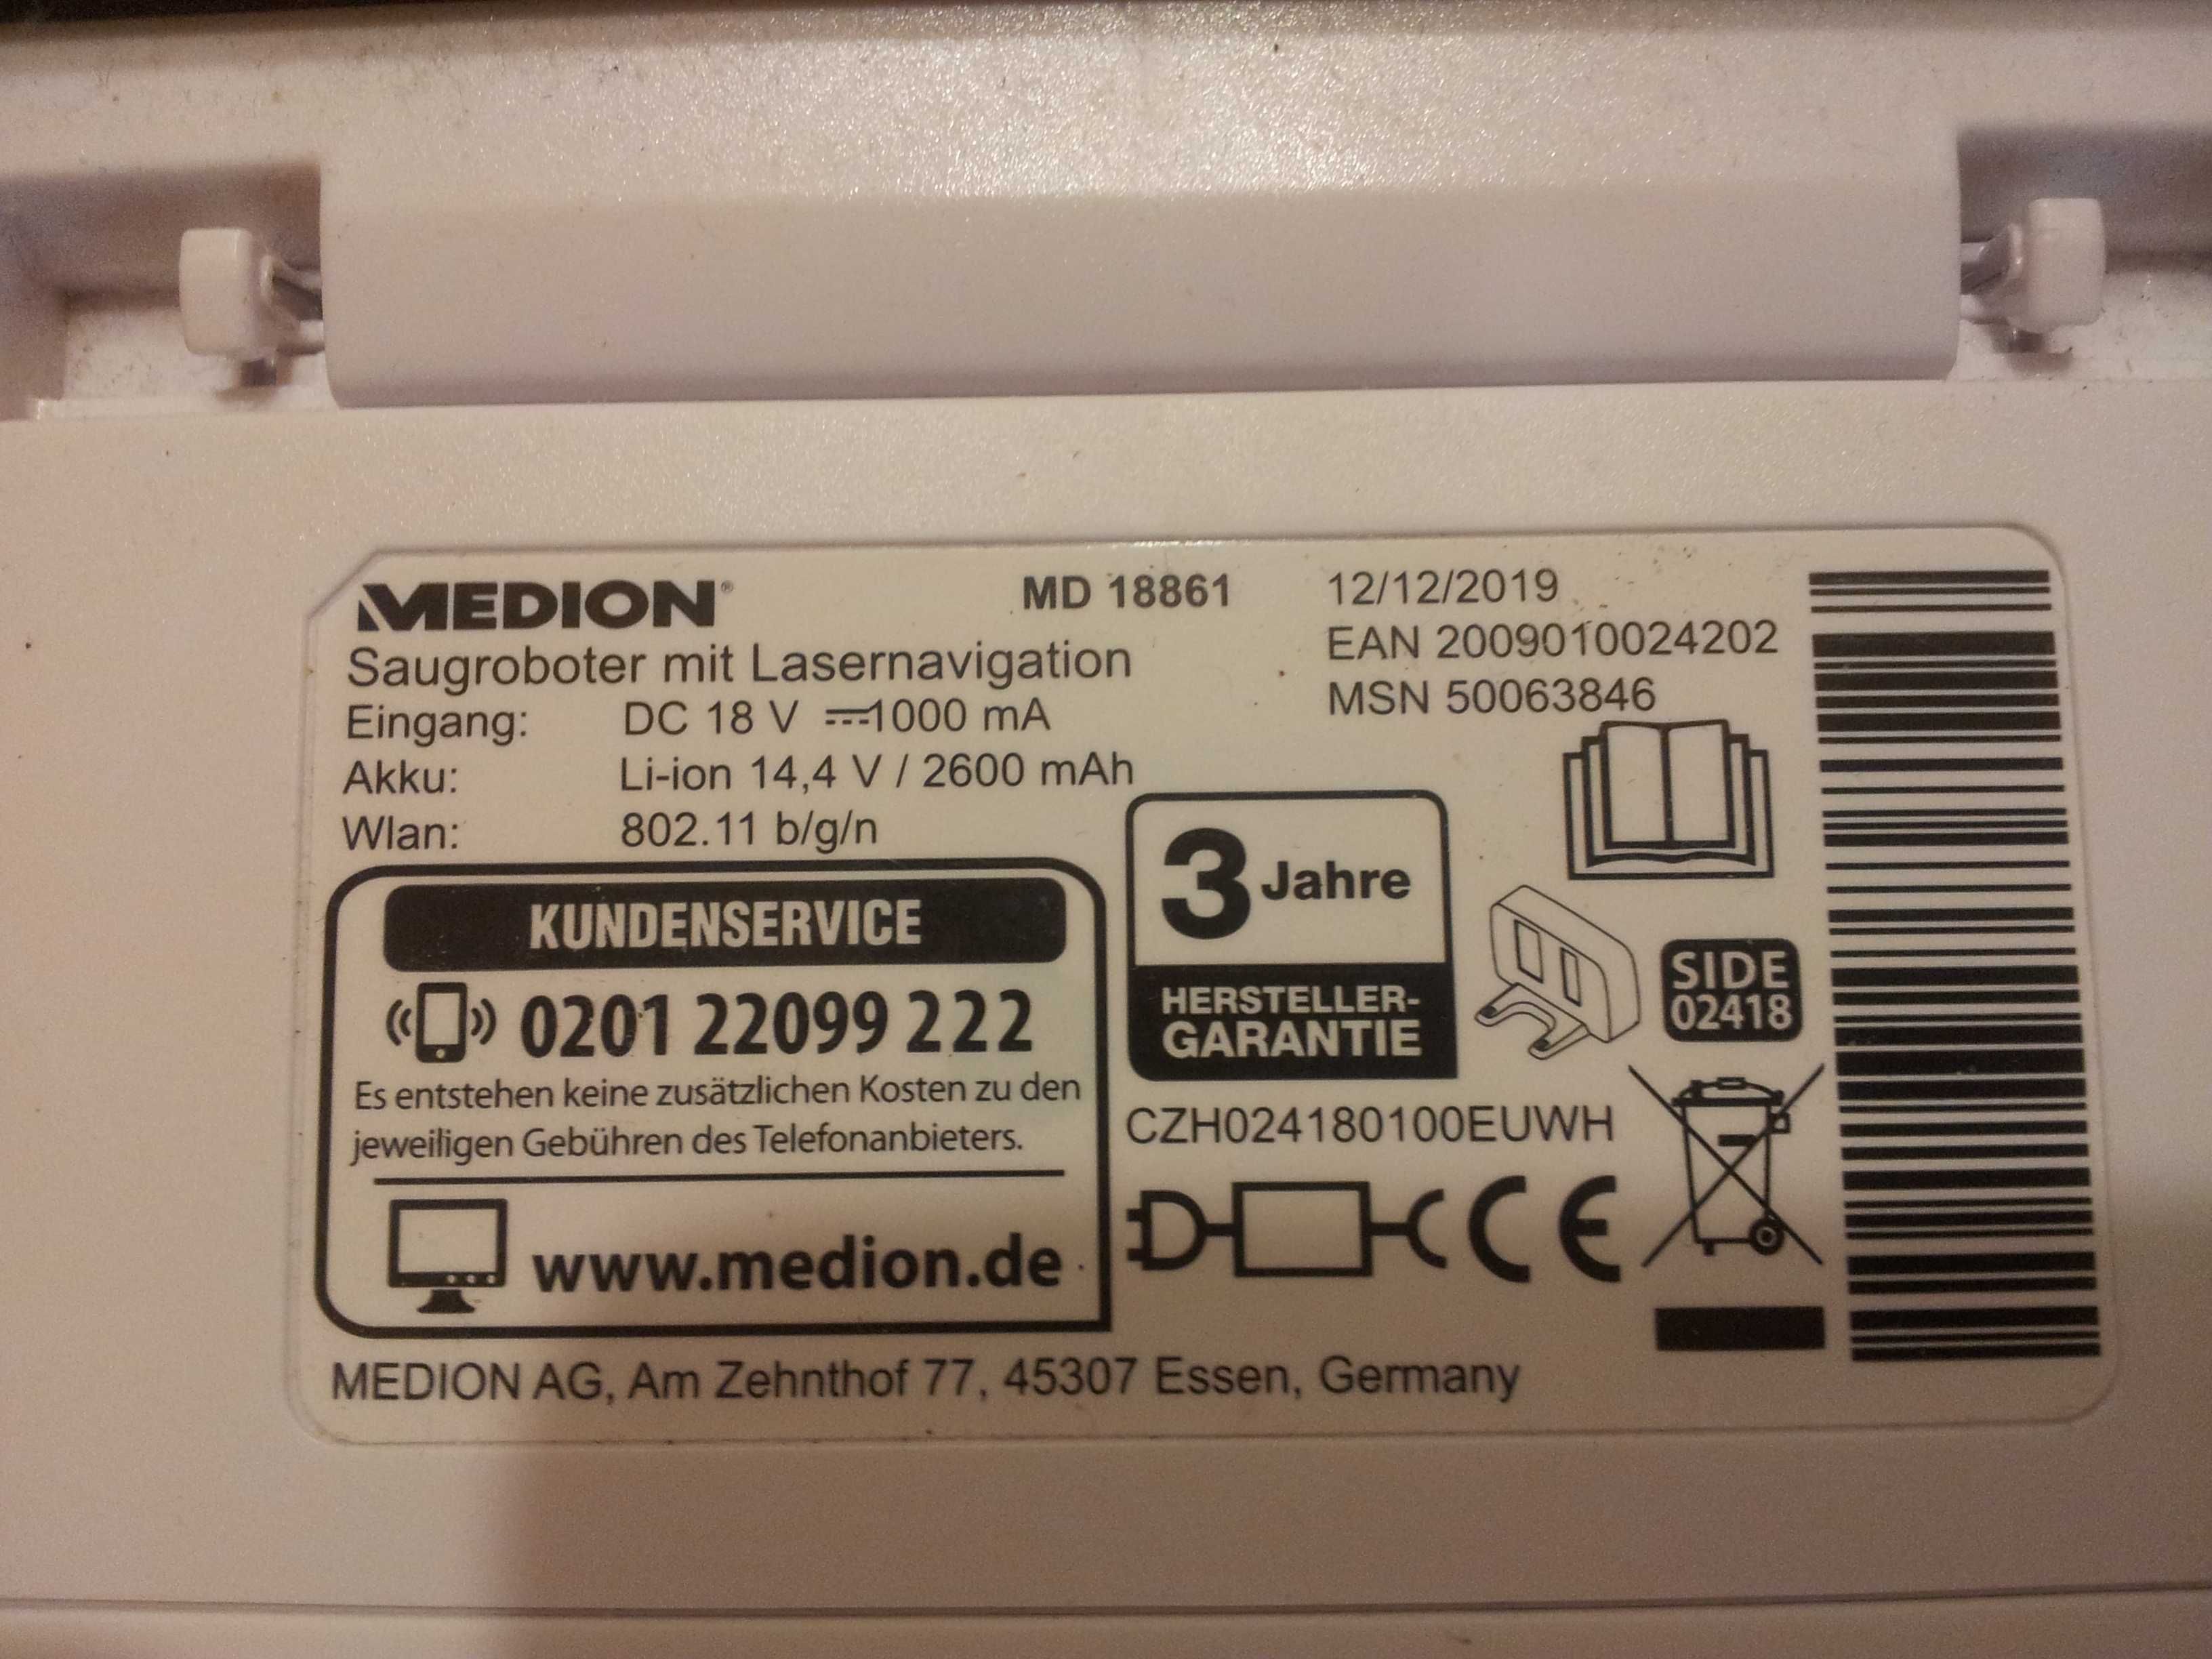 MEDION® MD 18861
Saugroboter mit Lasernavigation
Eingang: DC 18 V ⎓ 1000 mA
Akku: Li-ion 14,4 V / 2600 mAh
Wlan: 802.11 b/g/n
12/12/2019
EAN 2009010024202
MSN 50063846
KUNDENSERVICE
0201 22099 222
Es entstehen keine zusätzlichen Kosten zu den
jeweiligen Gebühren des Telefonanbieters.
www.medion.de
3 Jahre
HERSTELLER-
GARANTIE
SIDE
02418
CZH024180100EUWH
CE
MEDION AG, Am Zehnthof 77, 45307 Essen, Germany